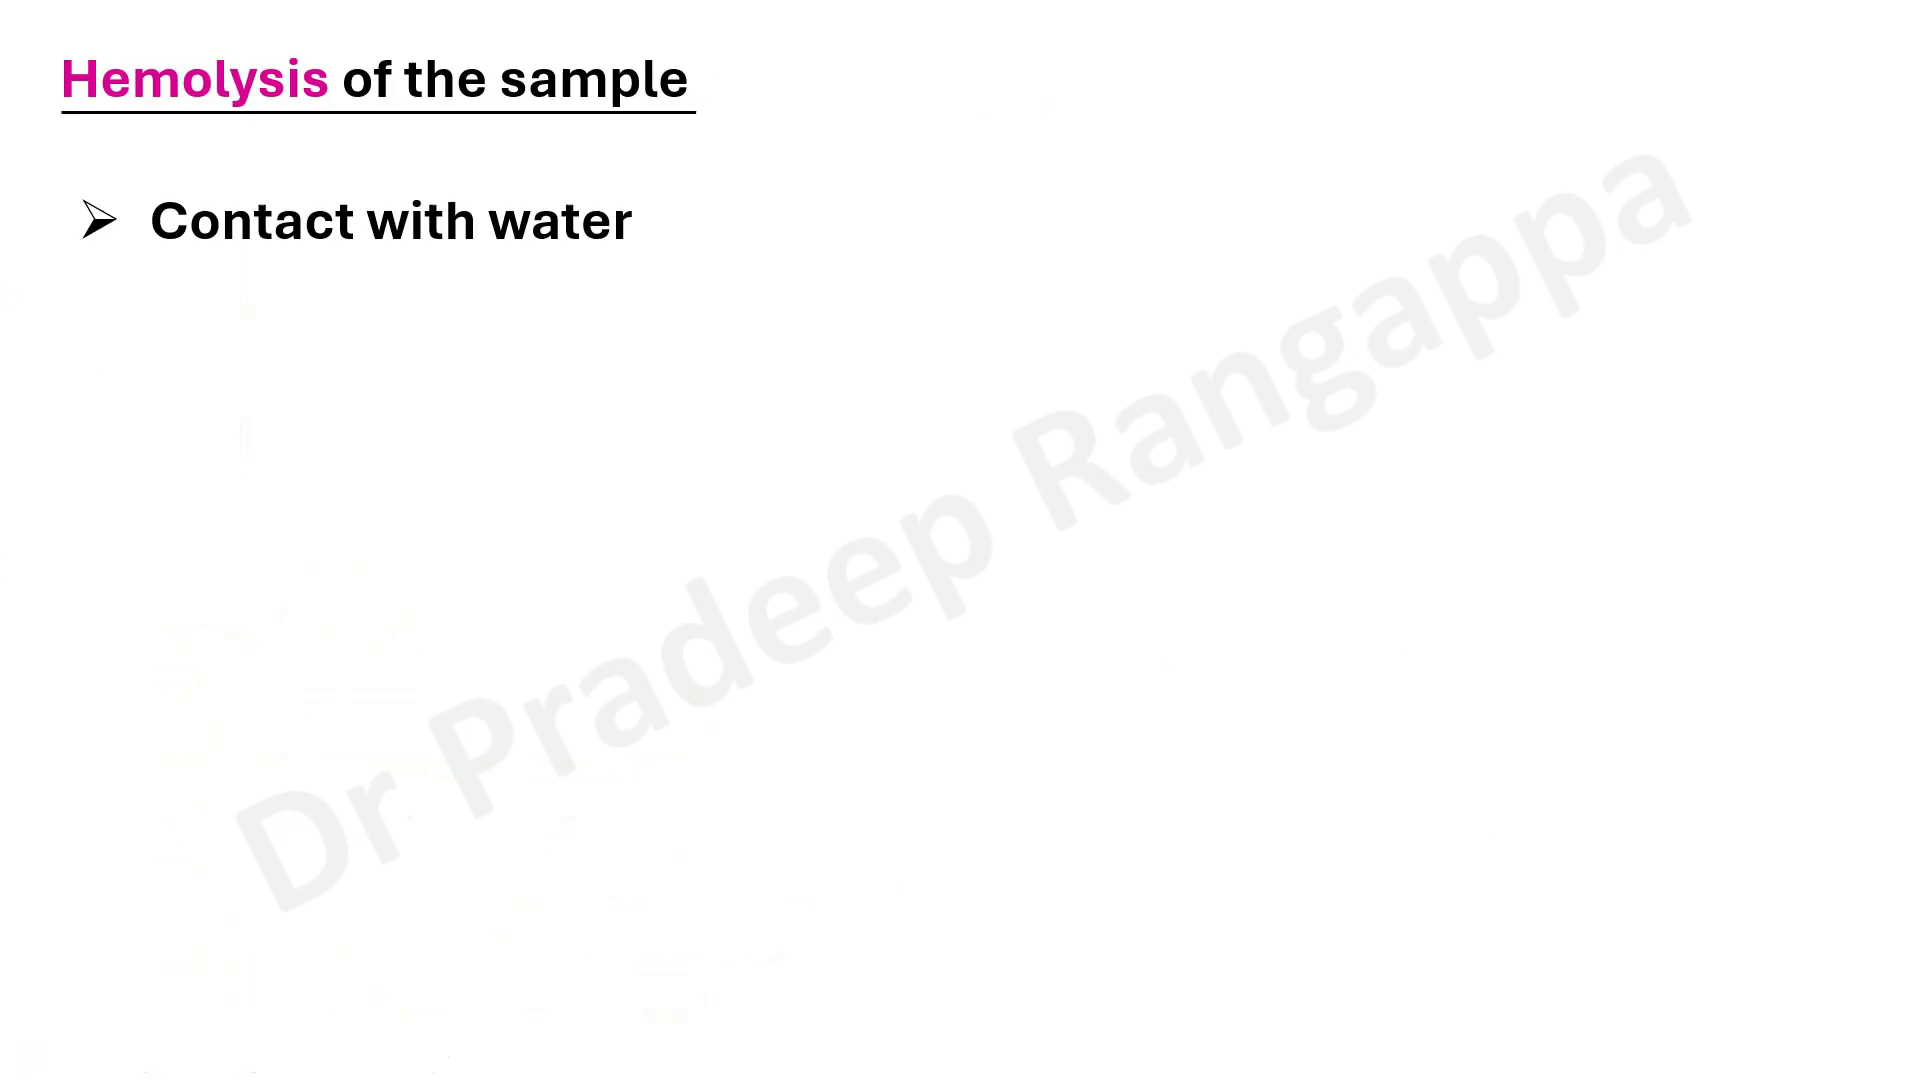 Hemolysis of the sample
➢ Contact with water
Dr Pradeep Rangappa